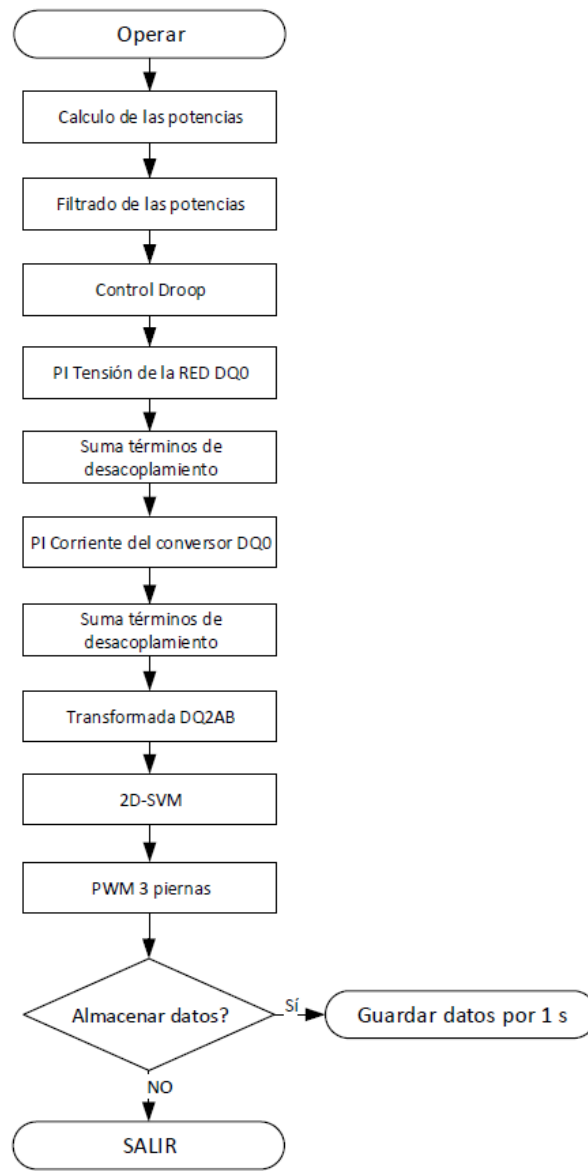 Operar
Calculo de las potencias
Filtrado de las potencias
Control Droop
PI Tensión de la RED DQ0
Suma términos de
desacoplamiento
PI Corriente del conversor DQ0
Suma términos de
desacoplamiento
Transformada DQ2AB
2D-SVM
PWM 3 piernas
Almacenar datos?
Sí
Guardar datos por 1 s
NO
SALIR